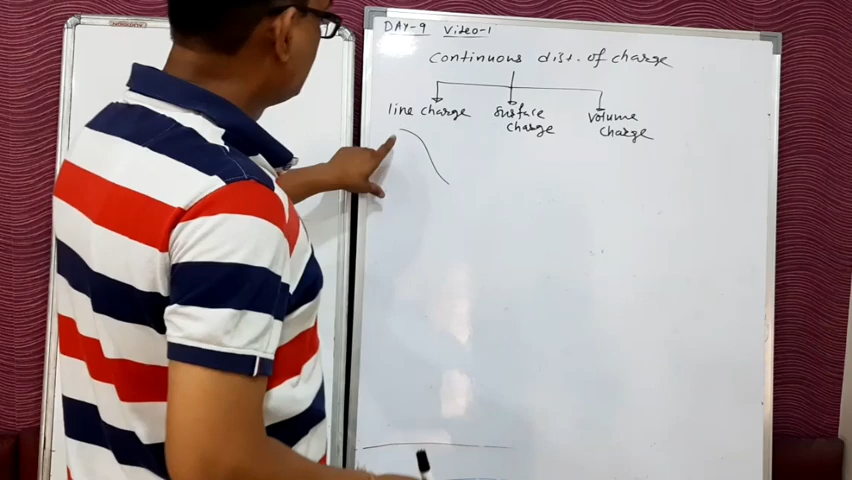 DAY-9 Video-1
Continuous dist. of charge
line charge
Surface
charge
Volume
charge